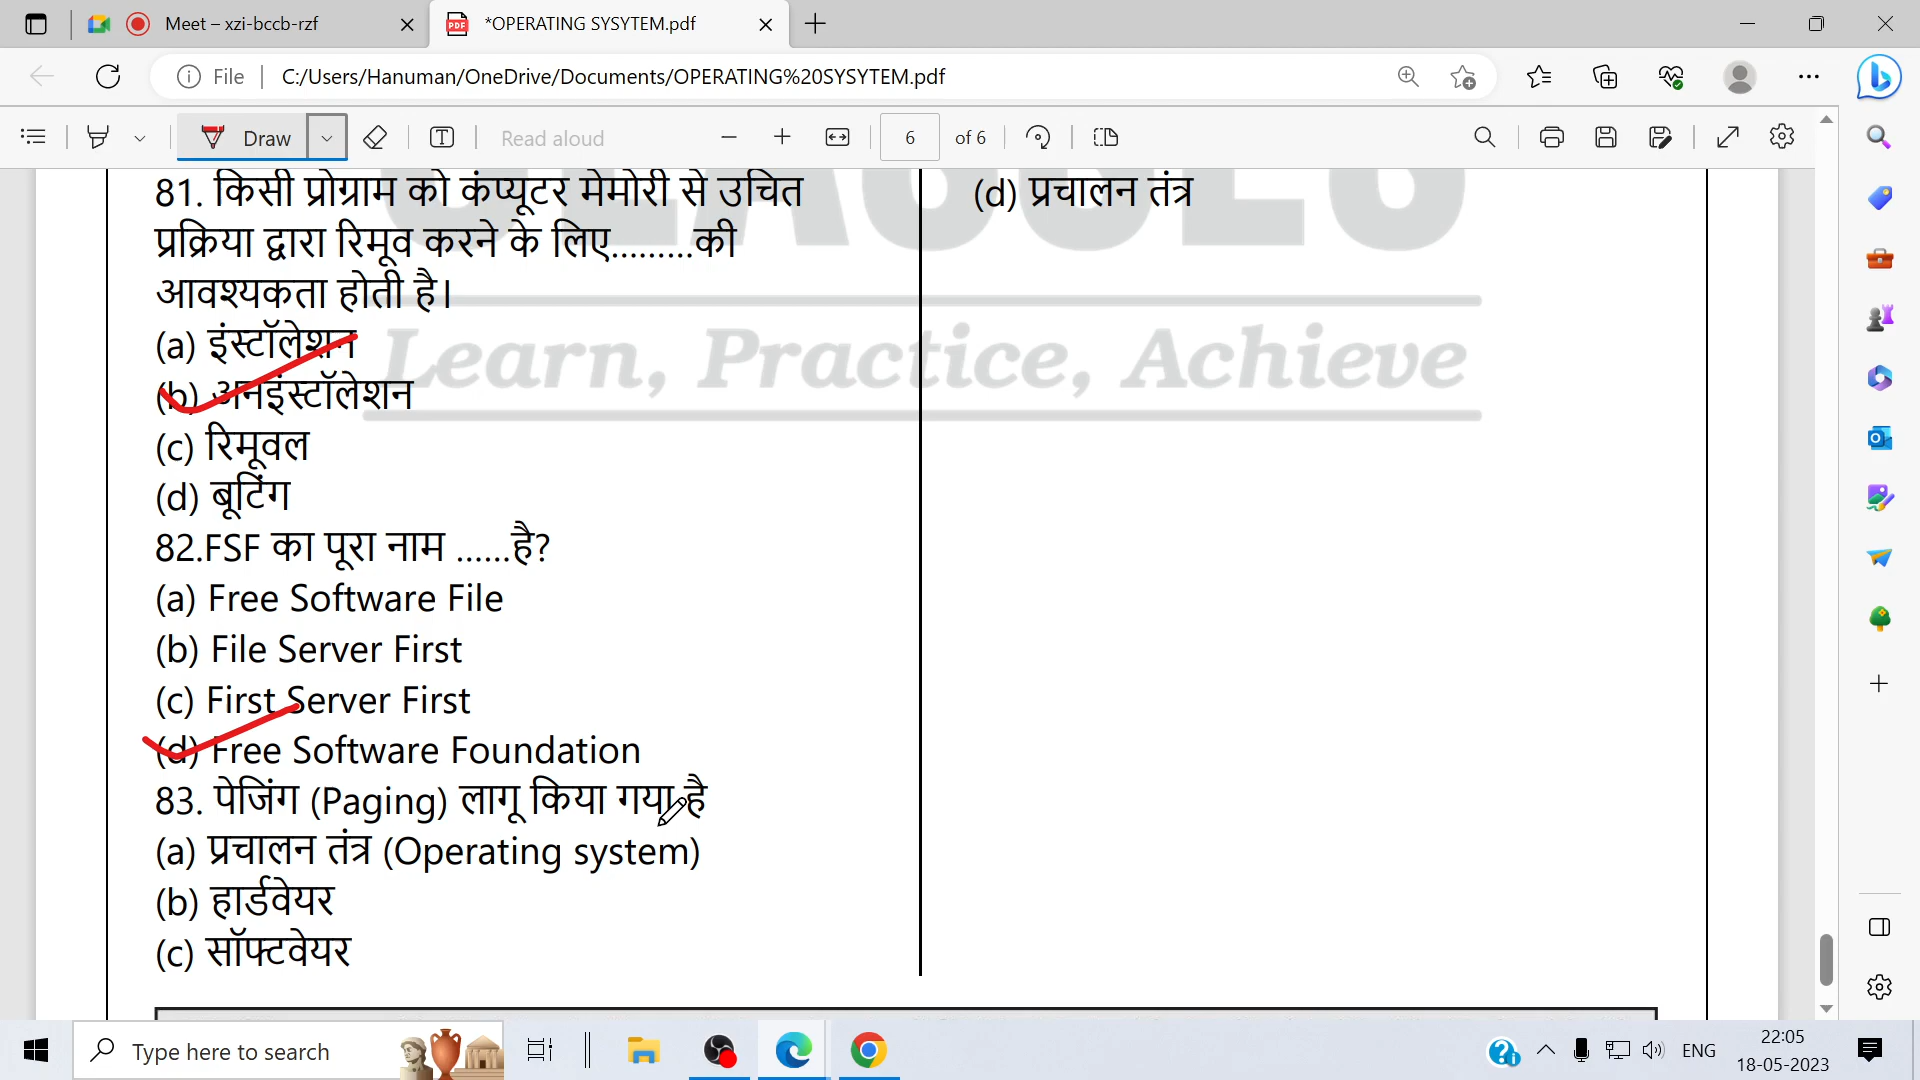 Meet – xzi-bccb-rzf
*OPERATING SYSYTEM.pdf
File
C:/Users/Hanuman/OneDrive/Documents/OPERATING%20SYSYTEM.pdf
Draw
Read aloud
6 of 6
81. किसी प्रोग्राम को कंप्यूटर मेमोरी से उचित
प्रक्रिया द्वारा रिमूव करने के लिए.........की
आवश्यकता होती है।
(a) इंस्टॉलेशन
(b) अनइंस्टॉलेशन
(c) रिमूवल
(d) बूटिंग
82.FSF का पूरा नाम ......है?
(a) Free Software File
(b) File Server First
(c) First Server First
(d) Free Software Foundation
83. पेजिंग (Paging) लागू किया गया है
(a) प्रचालन तंत्र (Operating system)
(b) हार्डवेयर
(c) सॉफ्टवेयर
(d) प्रचालन तंत्र
Learn, Practice, Achieve
Type here to search
ENG
22:05
18-05-2023